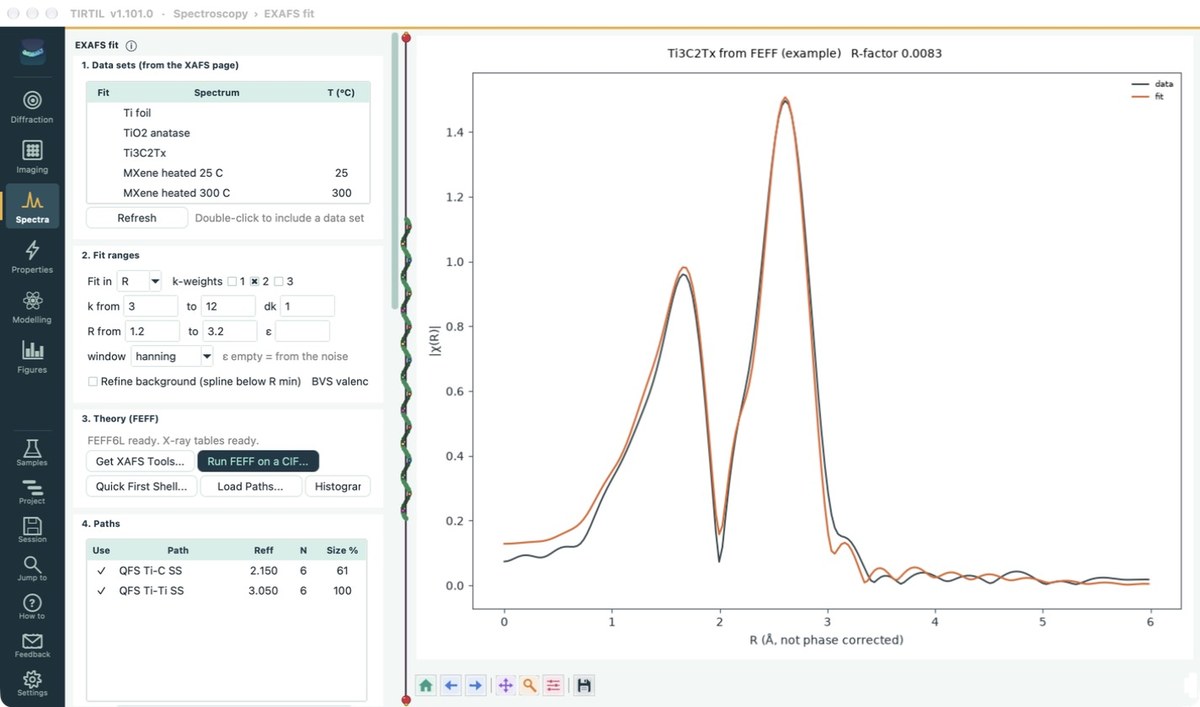 TIRTIL v1.101.0 - Spectroscopy › EXAFS fit
Diffraction
Imaging
Spectra
Properties
Modelling
Figures
Samples
Project
Session
Jump to
How to
Feedback
Settings
EXAFS fit ⓘ
1. Data sets (from the XAFS page)
Fit Spectrum T (°C)
Ti foil
TiO2 anatase
Ti3C2Tx
MXene heated 25 C 25
MXene heated 300 C 300
Refresh Double-click to include a data set
2. Fit ranges
Fit in R k-weights 1 2 3
k from 3 to 12 dk 1
R from 1.2 to 3.2 ε
window hanning ε empty = from the noise
Refine background (spline below R min) BVS valenc
3. Theory (FEFF)
FEFF6L ready. X-ray tables ready.
Get XAFS Tools... Run FEFF on a CIF...
Quick First Shell... Load Paths... Histograr
4. Paths
Use Path Reff N Size %
✓ QFS Ti-C SS 2.150 6 61
✓ QFS Ti-Ti SS 3.050 6 100
Ti3C2Tx from FEFF (example) R-factor 0.0083
data
fit
|χ(R)|
1.4
1.2
1.0
0.8
0.6
0.4
0.2
0.0
0 1 2 3 4 5 6
R (Å, not phase corrected)